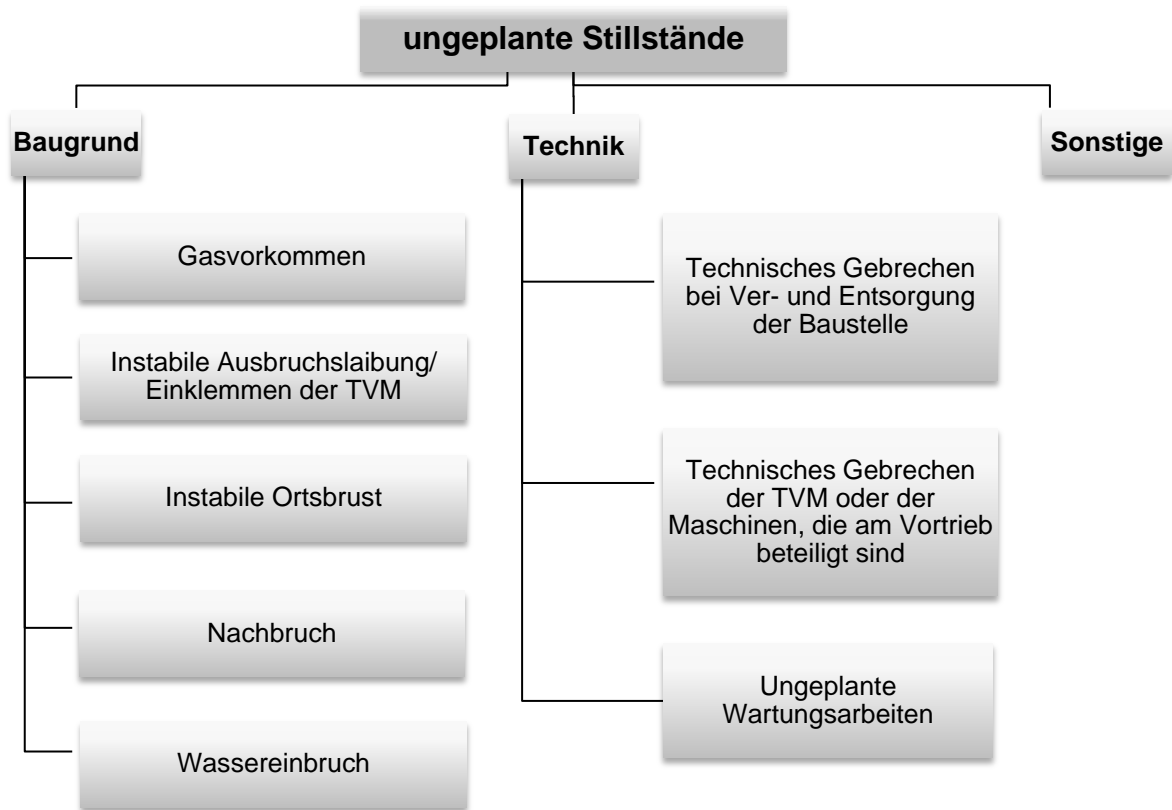 ungeplante Stillstände
Baugrund
Technik
Sonstige
Gasvorkommen
Instabile Ausbruchslaibung/
Einklemmen der TVM
Instabile Ortsbrust
Nachbruch
Wassereinbruch
Technisches Gebrechen
bei Ver- und Entsorgung
der Baustelle
Technisches Gebrechen
der TVM oder der
Maschinen, die am Vortrieb
beteiligt sind
Ungeplante
Wartungsarbeiten